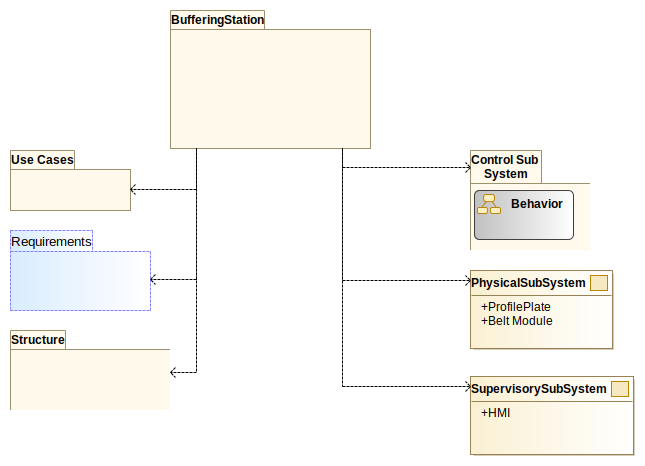 BufferingStation
Use Cases
Requirements
Structure
Control Sub
System
Behavior
PhysicalSubSystem
+ProfilePlate
+Belt Module
SupervisorySubSystem
+HMI